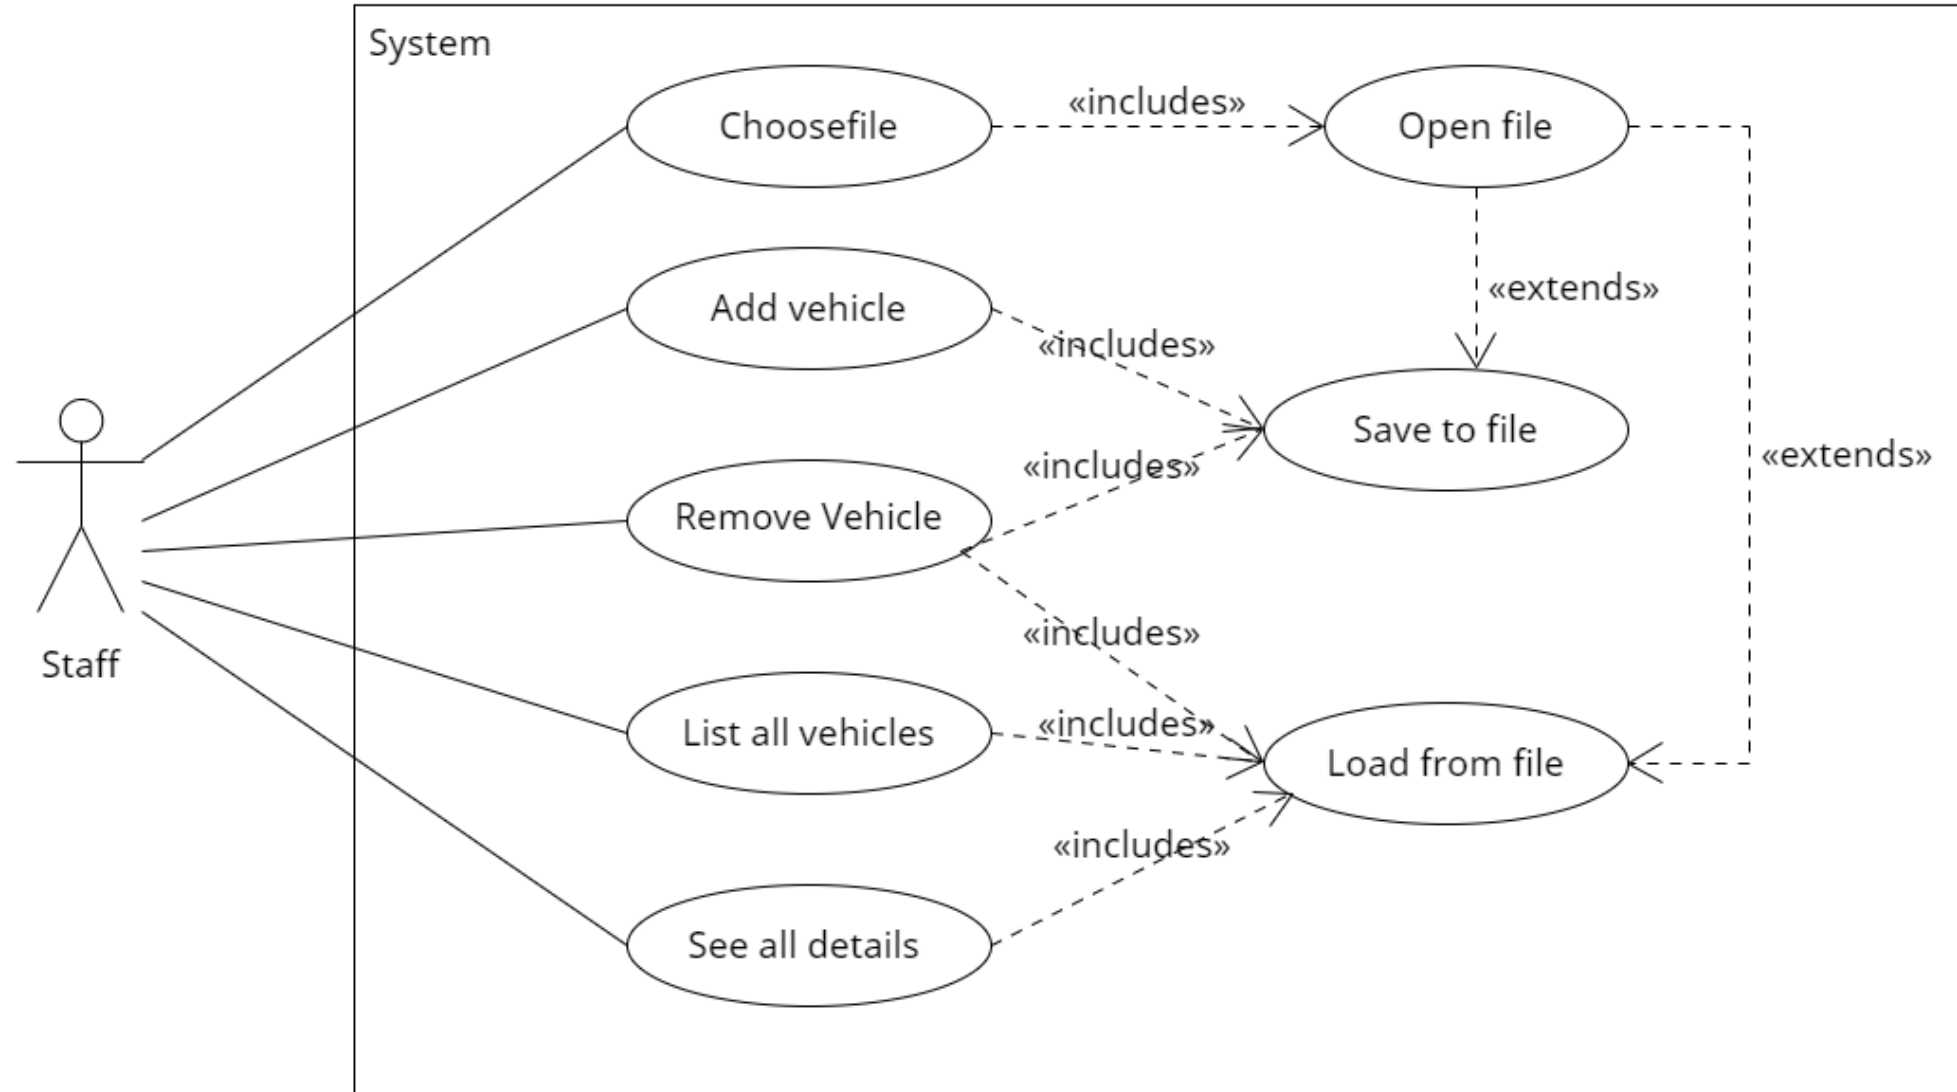 System
Choosefile
«includes»
Open file
Add vehicle
«includes»
«extends»
Save to file
«extends»
«includes»
Remove Vehicle
Staff
«includes»
List all vehicles
«includes»
Load from file
«includes»
See all details